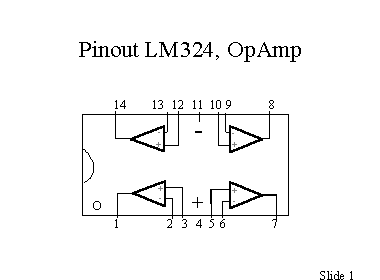 Pinout LM324, OpAmp
14 13 12 11 10 9 8
- -
- + + -
- + + -
O +
1 2 3 4 5 6 7
Slide 1